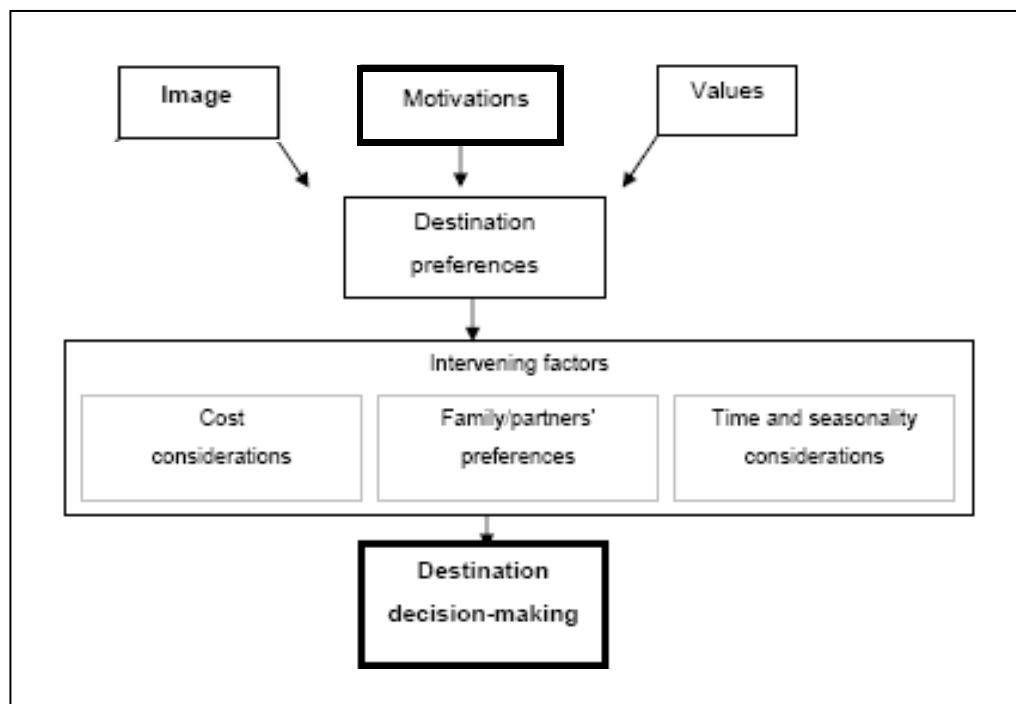 Image
Motivations
Values
Destination
preferences
Intervening factors
Cost
considerations
Family/partners'
preferences
Time and seasonality
considerations
Destination
decision-making